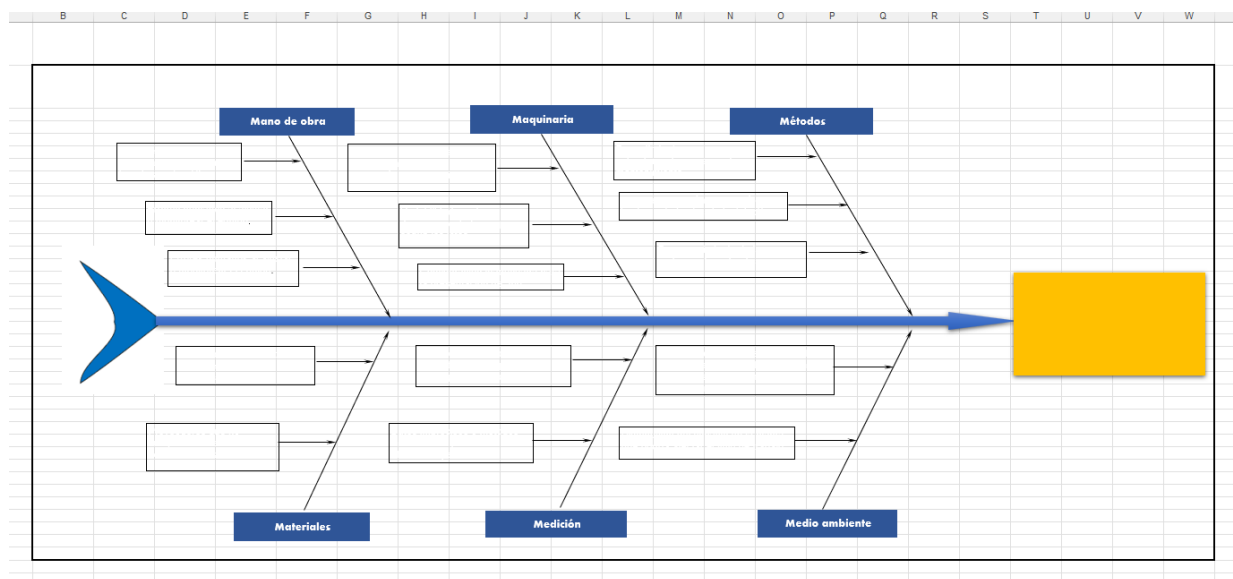 B C D E F G H I J K L M N O P Q R S T U V W
Mano de obra
Maquinaria
Métodos
Materiales
Medición
Medio ambiente